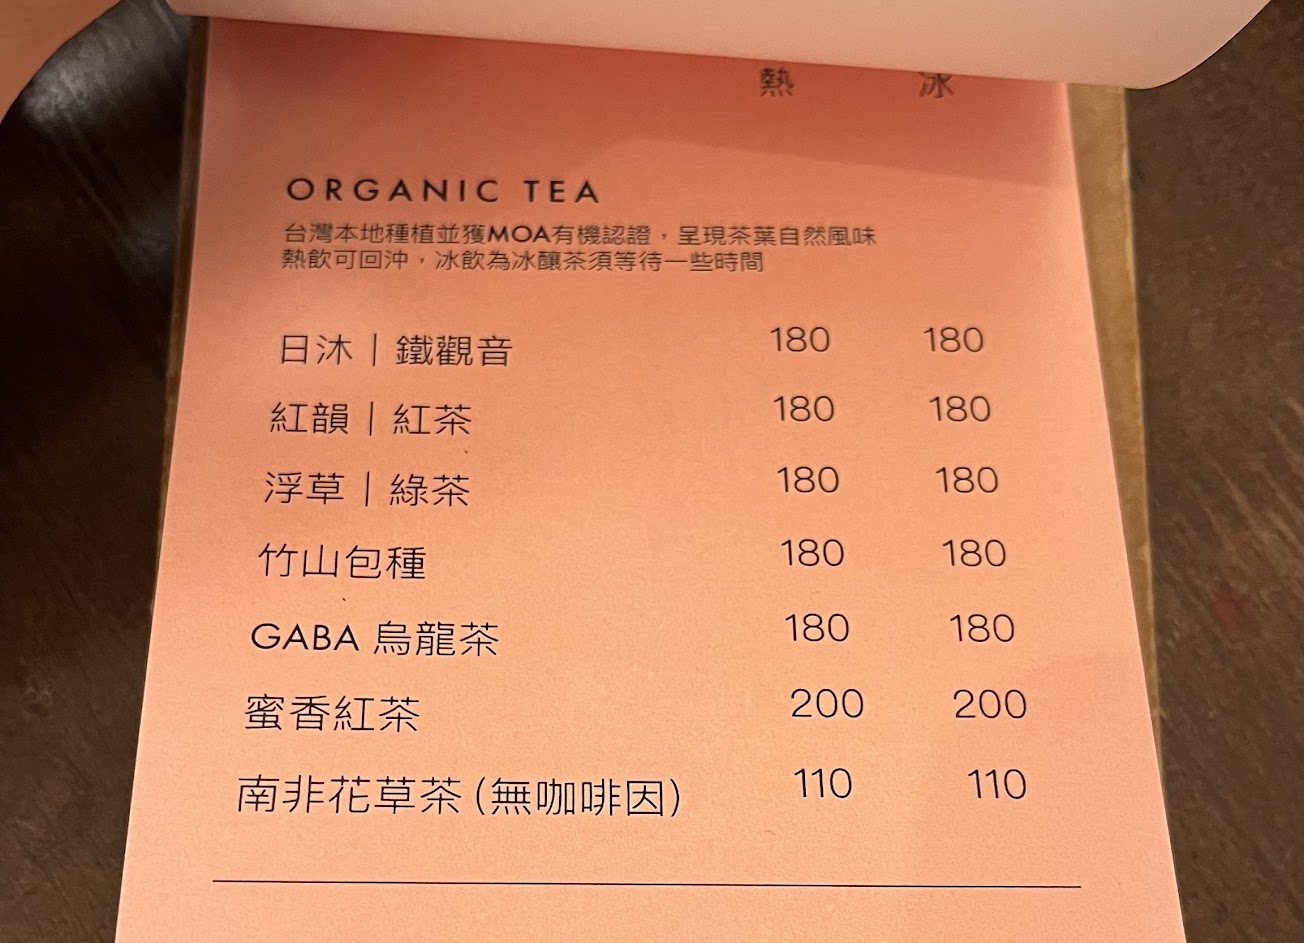 熱 冰
ORGANIC TEA
台灣本地種植並獲MOA有機認證，呈現茶葉自然風味
熱飲可回沖，冰飲為冰釀茶須等待一些時間
日沐｜鐵觀音 180 180
紅韻｜紅茶 180 180
浮草｜綠茶 180 180
竹山包種 180 180
GABA 烏龍茶 180 180
蜜香紅茶 200 200
南非花草茶 (無咖啡因) 110 110